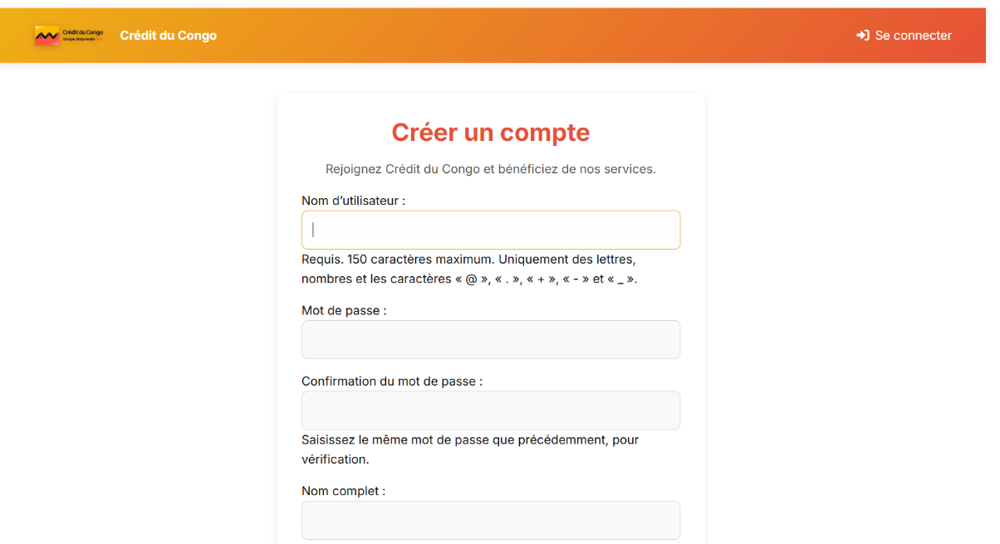 Crédit du Congo
Crédit du Congo
Se connecter
Créer un compte
Rejoignez Crédit du Congo et bénéficiez de nos services.
Nom d’utilisateur :
Requis. 150 caractères maximum. Uniquement des lettres,
nombres et les caractères « @ », « . », « + », « - » et « _ ».
Mot de passe :
Confirmation du mot de passe :
Saisissez le même mot de passe que précédemment, pour
vérification.
Nom complet :